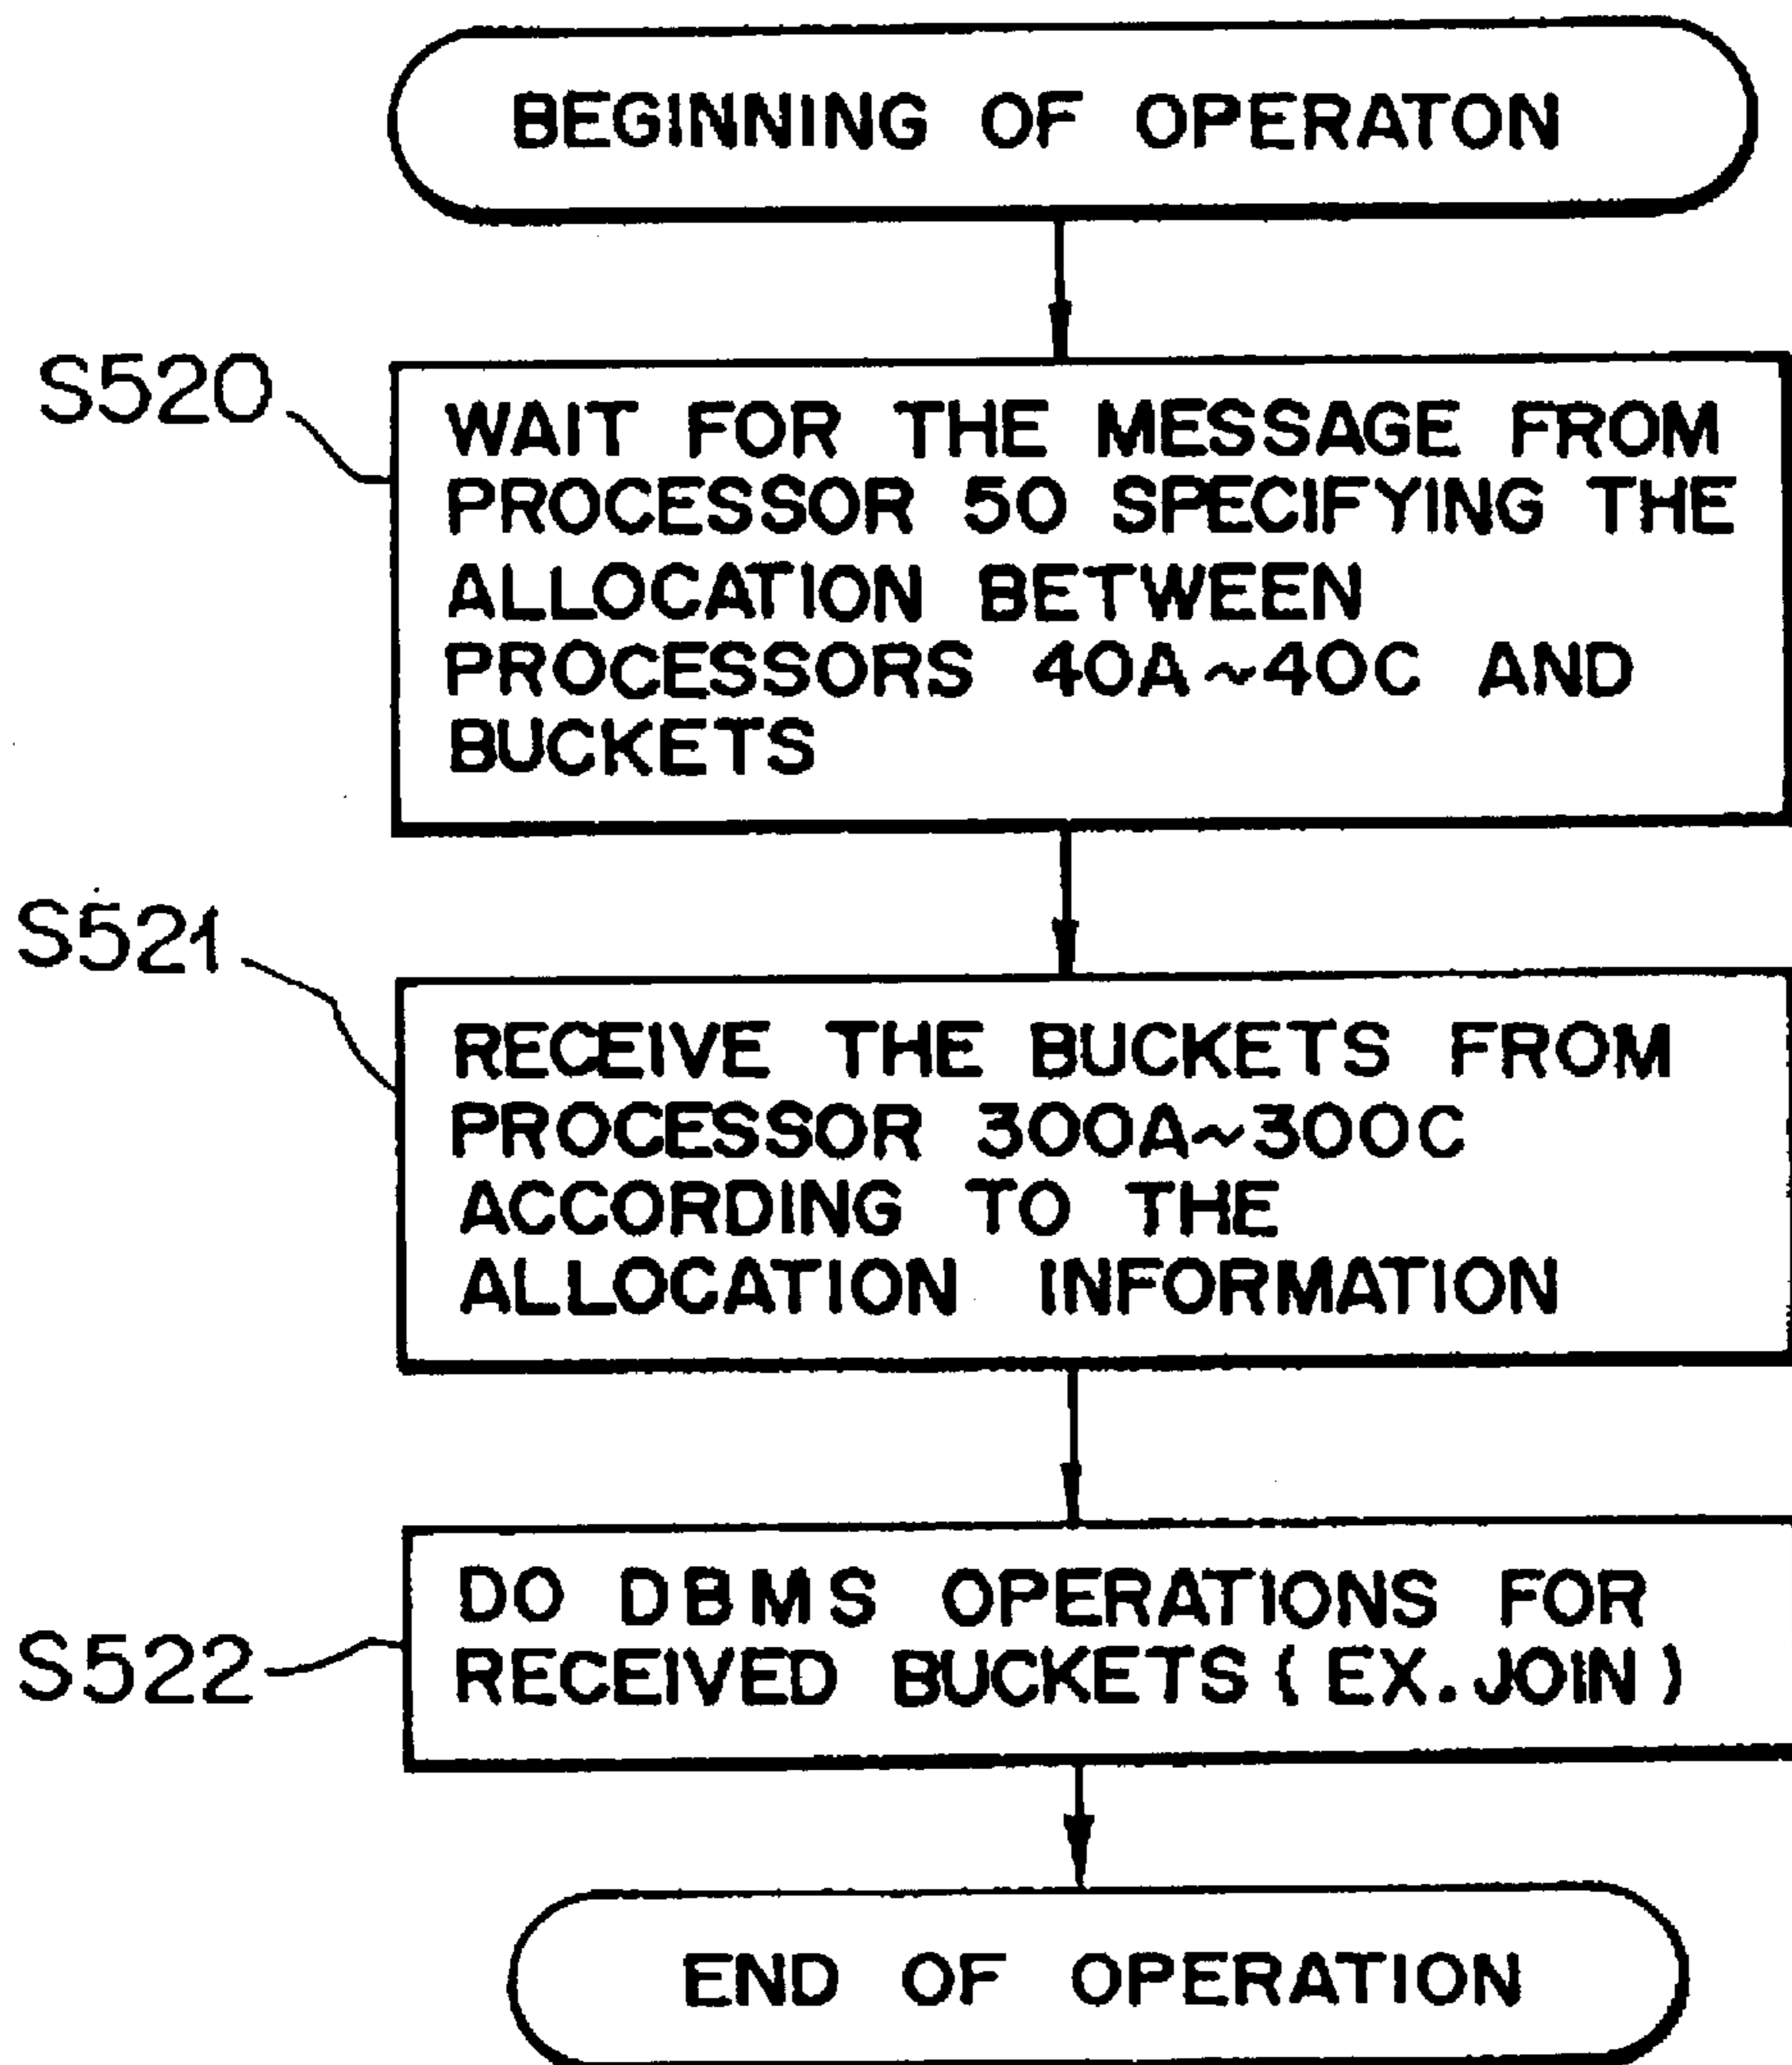 BEGINNING OF OPERATON
S520
WAIT FOR THE MESSAGE FROM
PROCESSOR 50 SPECIFYING THE
ALLOCATION BETWEEN
PROCESSORS 40A~40C AND
BUCKETS
S521
RECEIVE THE BUCKETS FROM
PROCESSOR 300A~300C
ACCORDING TO THE
ALLOCATION INFORMATION
S522
DO DBMS OPERATIONS FOR
RECEIVED BUCKETS (EX. JOIN)
END OF OPERATION